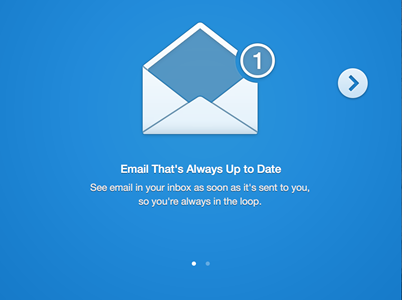 1
Email That's Always Up to Date
See email in your inbox as soon as it's sent to you,
so you're always in the loop.